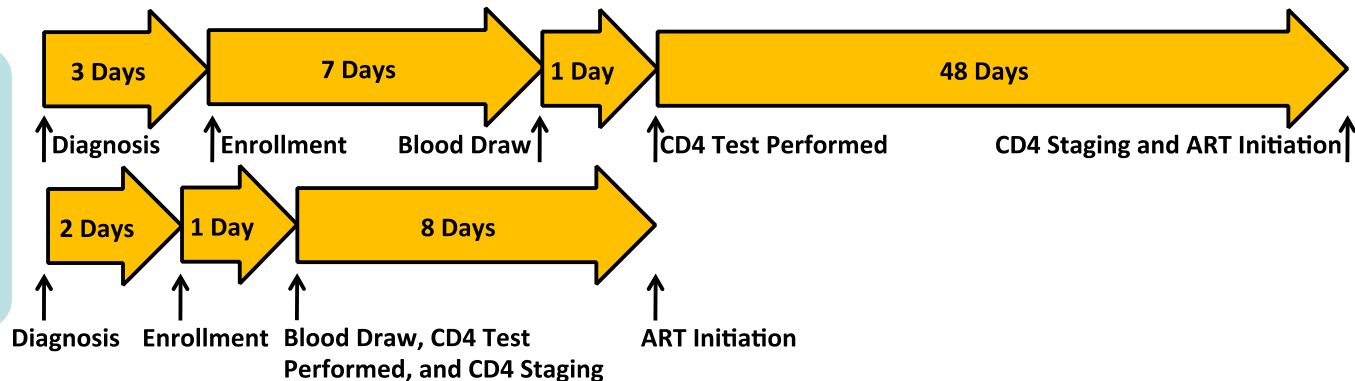 3 Days 7 Days 1 Day 48 Days
Diagnosis Enrollment Blood Draw CD4 Test Performed CD4 Staging and ART Initiation
2 Days 1 Day 8 Days
Diagnosis Enrollment Blood Draw, CD4 Test ART Initiation
Performed, and CD4 Staging